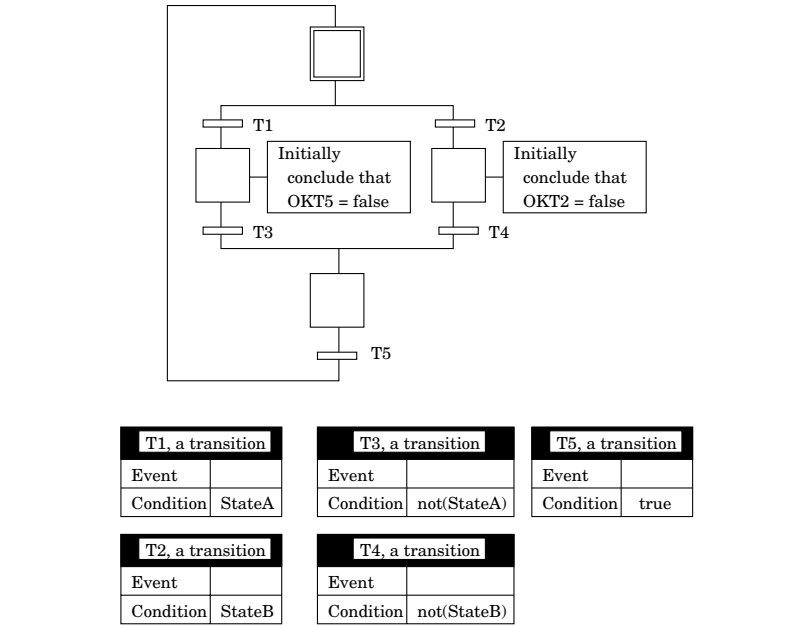 T1
T2
Initially
conclude that
OKT5 = false
Initially
conclude that
OKT2 = false
T3
T4
T5
T1, a transition
Event
Condition StateA
T3, a transition
Event
Condition not(StateA)
T5, a transition
Event
Condition true
T2, a transition
Event
Condition StateB
T4, a transition
Event
Condition not(StateB)